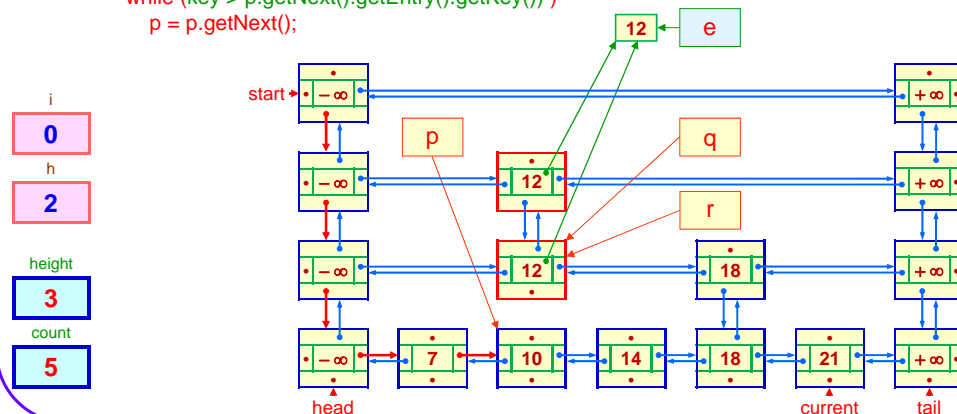 while (key > p.getNext().getEntry().getKey()) )
p = p.getNext();
12 e
start − ∞ + ∞
i
0
p q
h
2
− ∞ 12 + ∞
r
height
3
− ∞ 12 18 + ∞
count
5
− ∞ 7 10 14 18 21 + ∞
head current tail